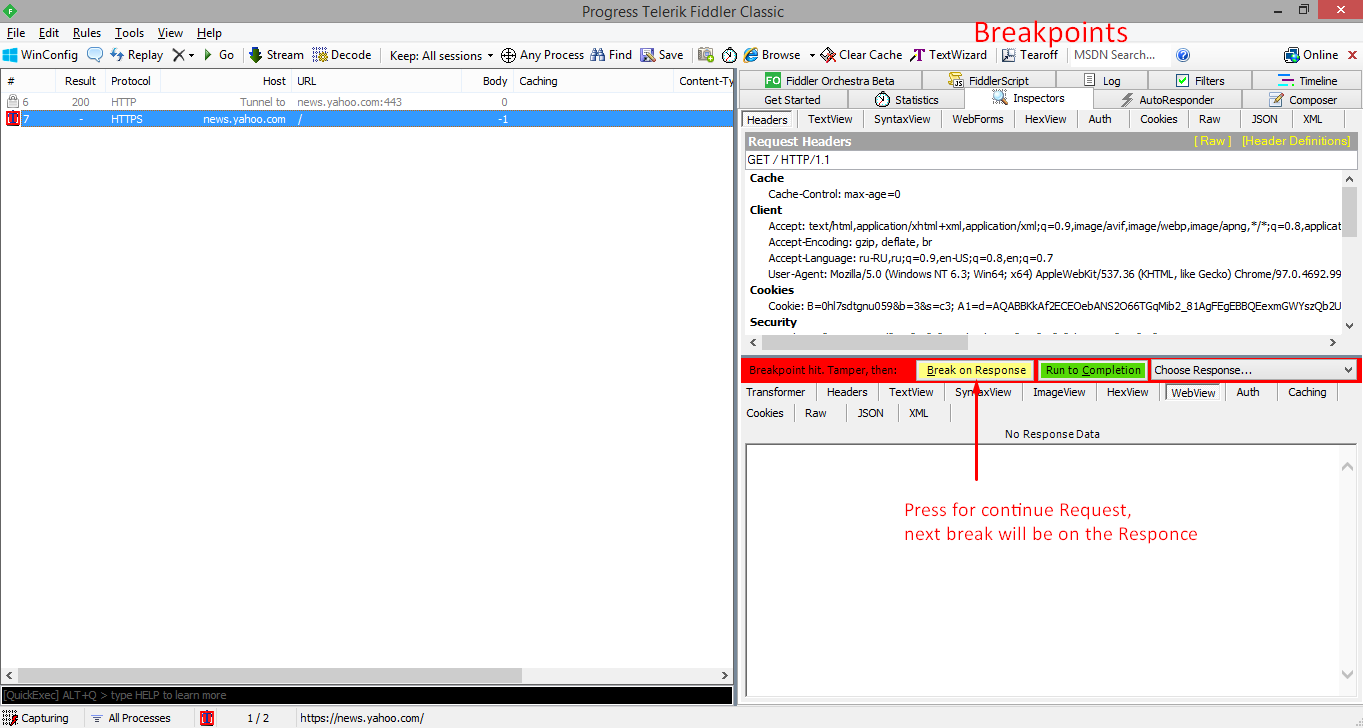 Progress Telerik Fiddler Classic
File Edit Rules Tools View Help
Breakpoints
WinConfig Replay Go Stream Decode Keep: All sessions Any Process Find Save Browse Clear Cache TextWizard Tearoff MSDN Search... Online
# Result Protocol Host URL Body Caching Content-Ty
6 200 HTTP Tunnel to news.yahoo.com:443 0
7 - HTTPS news.yahoo.com / -1
Fiddler Orchestra Beta FiddlerScript Log Filters Timeline
Get Started Statistics Inspectors AutoResponder Composer
Headers TextView SyntaxView WebForms HexView Auth Cookies Raw JSON XML
Request Headers [ Raw ] [Header Definitions]
GET / HTTP/1.1
Cache
Cache-Control: max-age=0
Client
Accept: text/html,application/xhtml+xml,application/xml;q=0.9,image/avif,image/webp,image/apng,*/*;q=0.8,applicat
Accept-Encoding: gzip, deflate, br
Accept-Language: ru-RU,ru;q=0.9,en-US;q=0.8,en;q=0.7
User-Agent: Mozilla/5.0 (Windows NT 6.3; Win64; x64) AppleWebKit/537.36 (KHTML, like Gecko) Chrome/97.0.4692.99
Cookies
Cookie: B=0hl7sdtgnu059&b=3&s=c3; A1=d=AQABBKkAf2ECEOebANS2O66TGqMib2_81AgFEgEBBQEexmGWYszQb2U
Security
Breakpoint hit. Tamper, then: Break on Response Run to Completion Choose Response...
Transformer Headers TextView SyntaxView ImageView HexView WebView Auth Caching
Cookies Raw JSON XML
No Response Data
Press for continue Request,
next break will be on the Responce
[QuickExec] ALT+Q > type HELP to learn more
Capturing All Processes 1 / 2 https://news.yahoo.com/